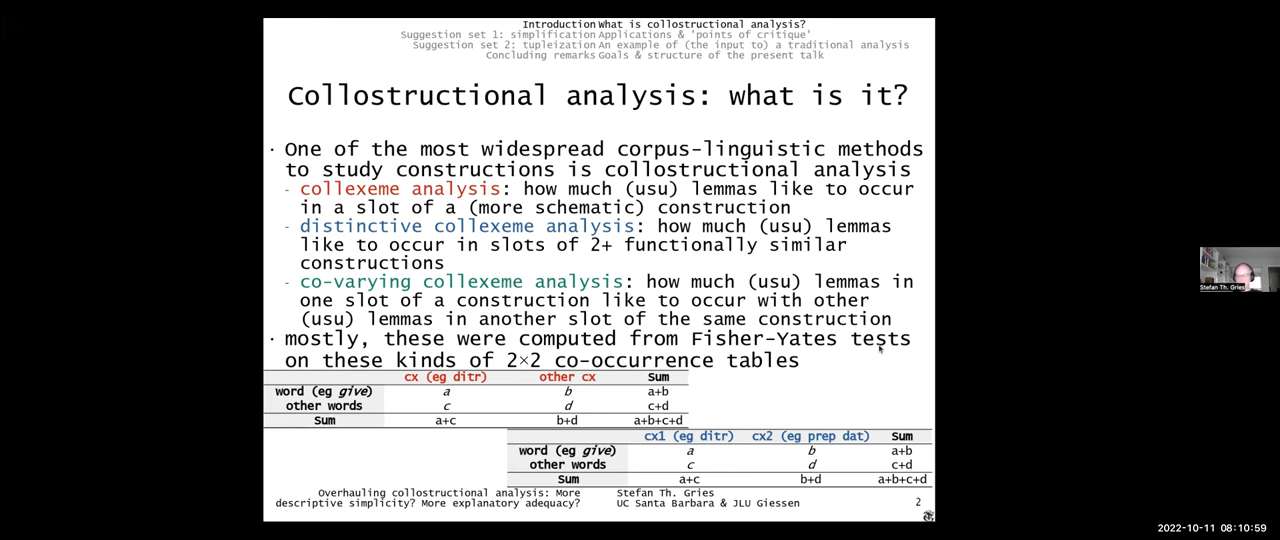 Introduction What is collostructional analysis?
Suggestion set 1: simplification Applications & 'points of critique'
Suggestion set 2: tupleization An example of (the input to) a traditional analysis
Concluding remarks Goals & structure of the present talk
Collostructional analysis: what is it?
· One of the most widespread corpus-linguistic methods
to study constructions is collostructional analysis
- collexeme analysis: how much (usu) lemmas like to occur
in a slot of a (more schematic) construction
- distinctive collexeme analysis: how much (usu) lemmas
like to occur in slots of 2+ functionally similar
constructions
- co-varying collexeme analysis: how much (usu) lemmas in
one slot of a construction like to occur with other
(usu) lemmas in another slot of the same construction
· mostly, these were computed from Fisher-Yates tests
on these kinds of 2×2 co-occurrence tables
cx (eg ditr) other cx Sum
word (eg give) a b a+b
other words c d c+d
Sum a+c b+d a+b+c+d
cx1 (eg ditr) cx2 (eg prep dat) Sum
word (eg give) a b a+b
other words c d c+d
Sum a+c b+d a+b+c+d
Overhauling collostructional analysis: More
descriptive simplicity? More explanatory adequacy?
Stefan Th. Gries
UC Santa Barbara & JLU Giessen
2
Stefan Th. Gries
2022-10-11 08:10:59